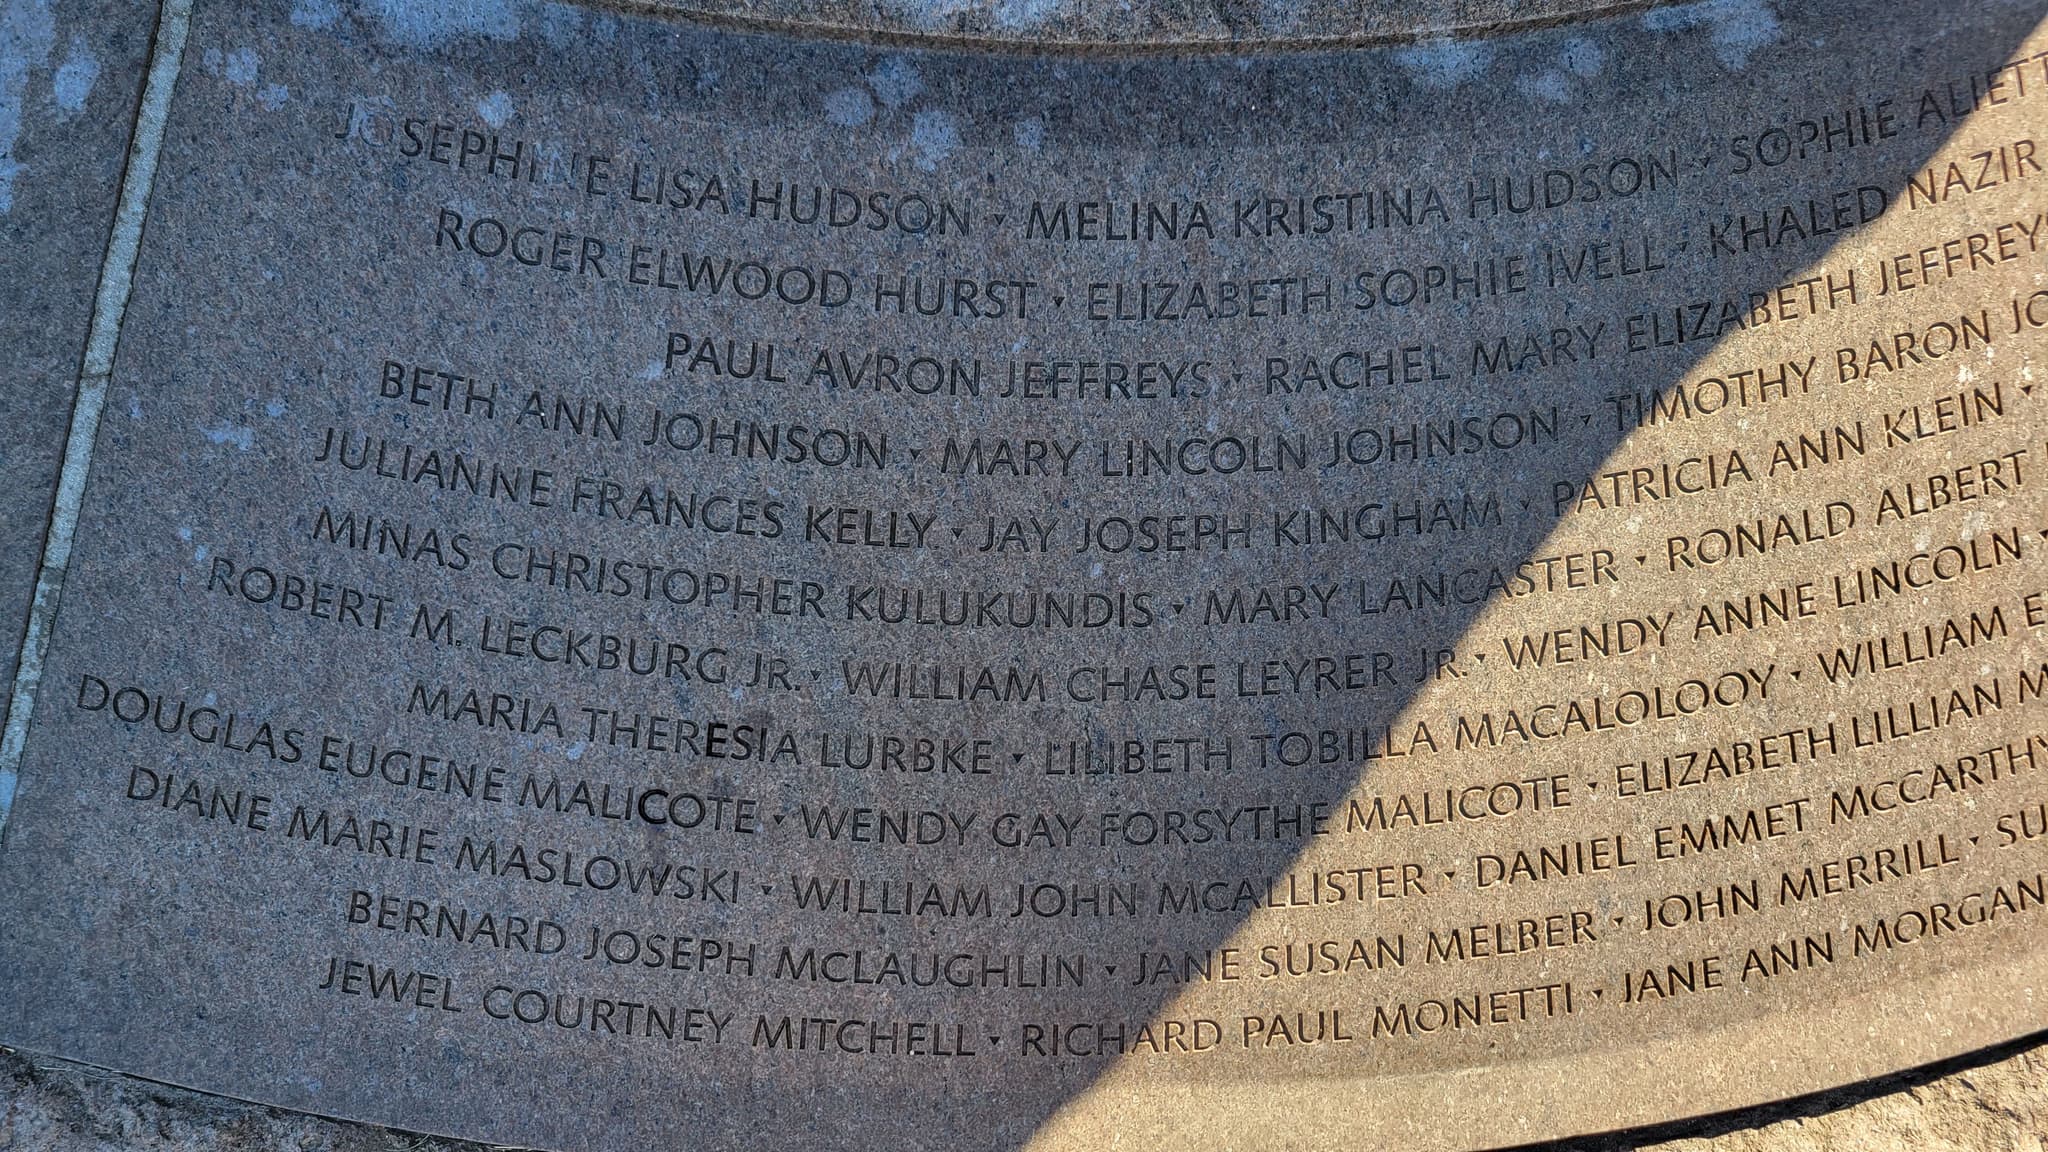 JOSEPHINE LISA HUDSON ▾ MELINA KRISTINA HUDSON ▾ SOPHIE
ROGER ELWOOD HURST ▾ ELIZABETH SOPHIE IVELL ▾ KHALED NAZIR
PAUL AVRON JEFFREYS ▾ RACHEL MARY ELIZABETH
BETH ANN JOHNSON ▾ MARY LINCOLN JOHNSON ▾ TIMOTHY BARON
JULIANNE FRANCES KELLY ▾ JAY JOSEPH KINGHAM ▾ PATRICIA ANN KLEIN ▾
MINAS CHRISTOPHER KULUKUNDIS ▾ MARY LANCASTER ▾ RONALD ALBERT
ROBERT M. LECKBURG JR. ▾ WILLIAM CHASE LEYRER JR. ▾ WENDY ANNE LINCOLN ▾
MARIA THERESIA LURBKE ▾ LILIBETH TOBILLA MACALOLOOY ▾ WILLIAM
DOUGLAS EUGENE MALICOTE ▾ WENDY GAY FORSYTHE MALICOTE ▾ ELIZABETH LILLIAN
DIANE MARIE MASLOWSKI ▾ WILLIAM JOHN MCALLISTER ▾ DANIEL EMMET MCCARTHY
BERNARD JOSEPH MCLAUGHLIN ▾ JANE SUSAN MELBER ▾ JOHN MERRILL ▾
JEWEL COURTNEY MITCHELL ▾ RICHARD PAUL MONETTI ▾ JANE ANN MORGAN